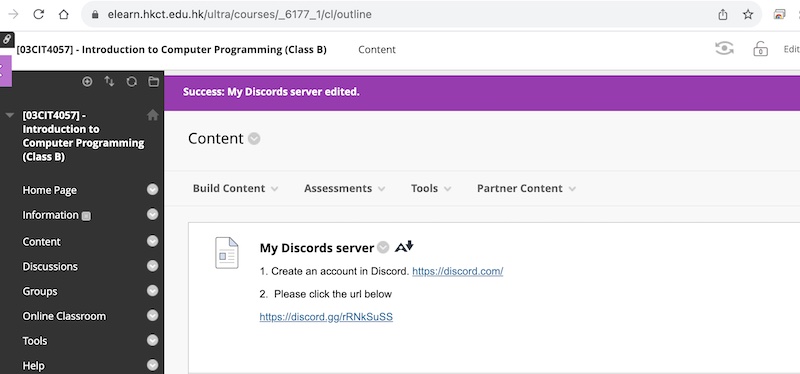 elearn.hkct.edu.hk/ultra/courses/_6177_1/cl/outline
[03CIT4057] - Introduction to Computer Programming (Class B)
Content
Edit
Success: My Discords server edited.
[03CIT4057] -
Introduction to
Computer Programming
(Class B)
Home Page
Information
Content
Discussions
Groups
Online Classroom
Tools
Help
Content
Build Content
Assessments
Tools
Partner Content
My Discords server
1. Create an account in Discord. https://discord.com/
2. Please click the url below
https://discord.gg/rRNkSuSS